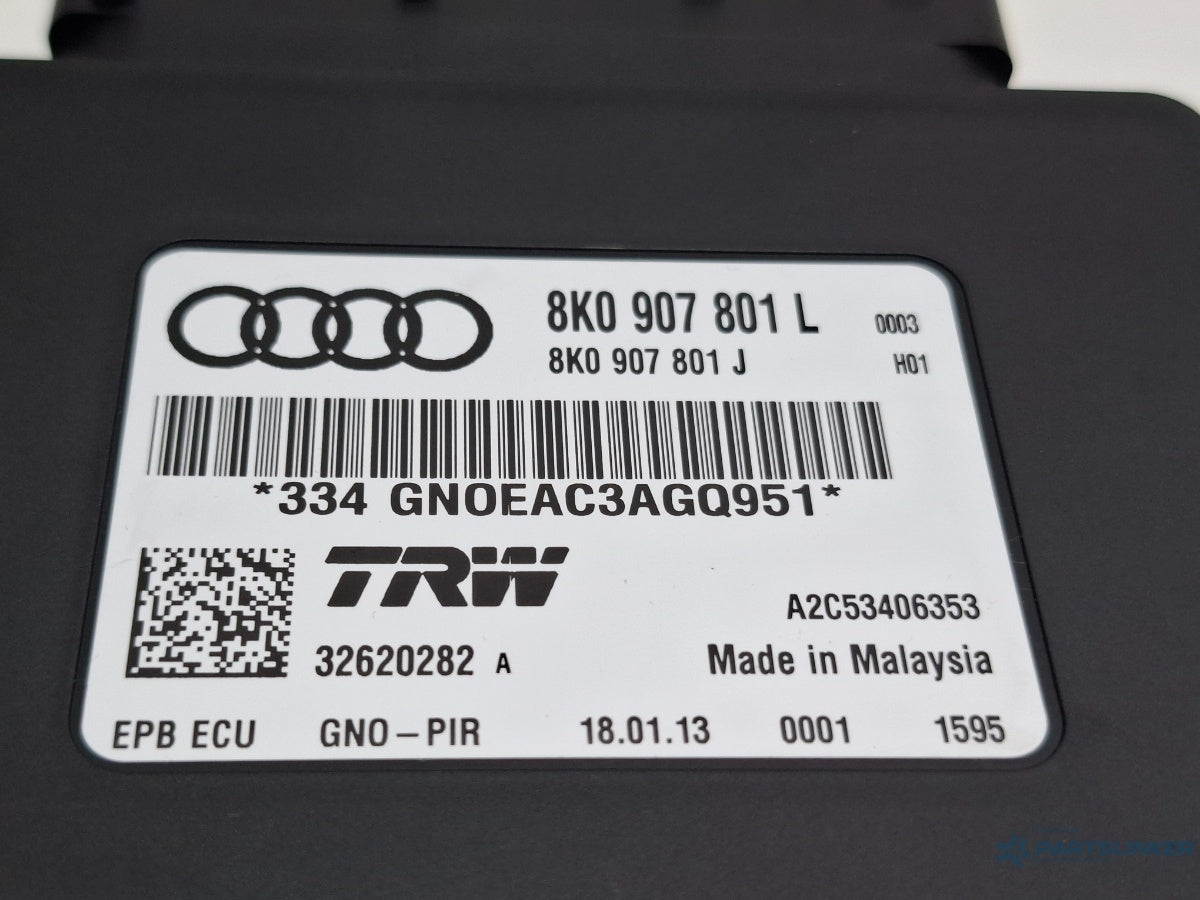 8K0 907 801 L 0003
8K0 907 801 J H01
*334 GN0EAC3AGQ951*
TRW
A2C53406353
32620282 A Made in Malaysia
EPB ECU GNO-PIR 18.01.13 0001 1595